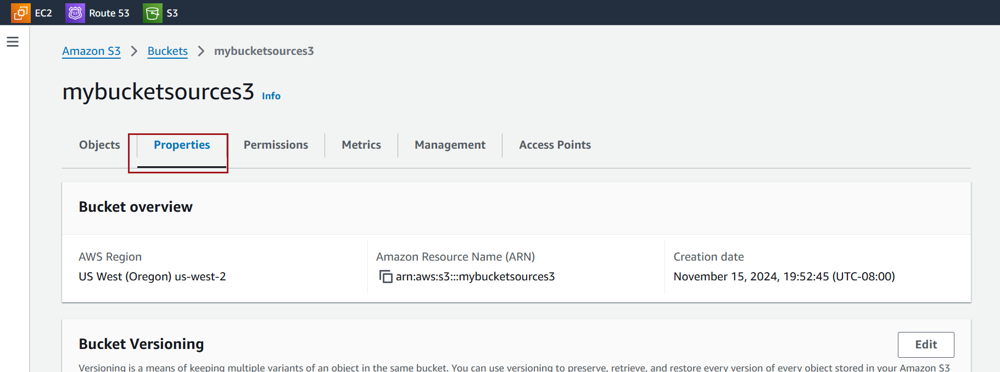 EC2 Route 53 S3
Amazon S3 > Buckets > mybucketsources3
mybucketsources3 Info
Objects Properties Permissions Metrics Management Access Points
Bucket overview
AWS Region Amazon Resource Name (ARN) Creation date
US West (Oregon) us-west-2 arn:aws:s3:::mybucketsources3 November 15, 2024, 19:52:45 (UTC-08:00)
Bucket Versioning Edit
Versioning is a means of keeping multiple variants of an object in the same bucket. You can use versioning to preserve, retrieve, and restore every version of every object stored in your Amazon S3